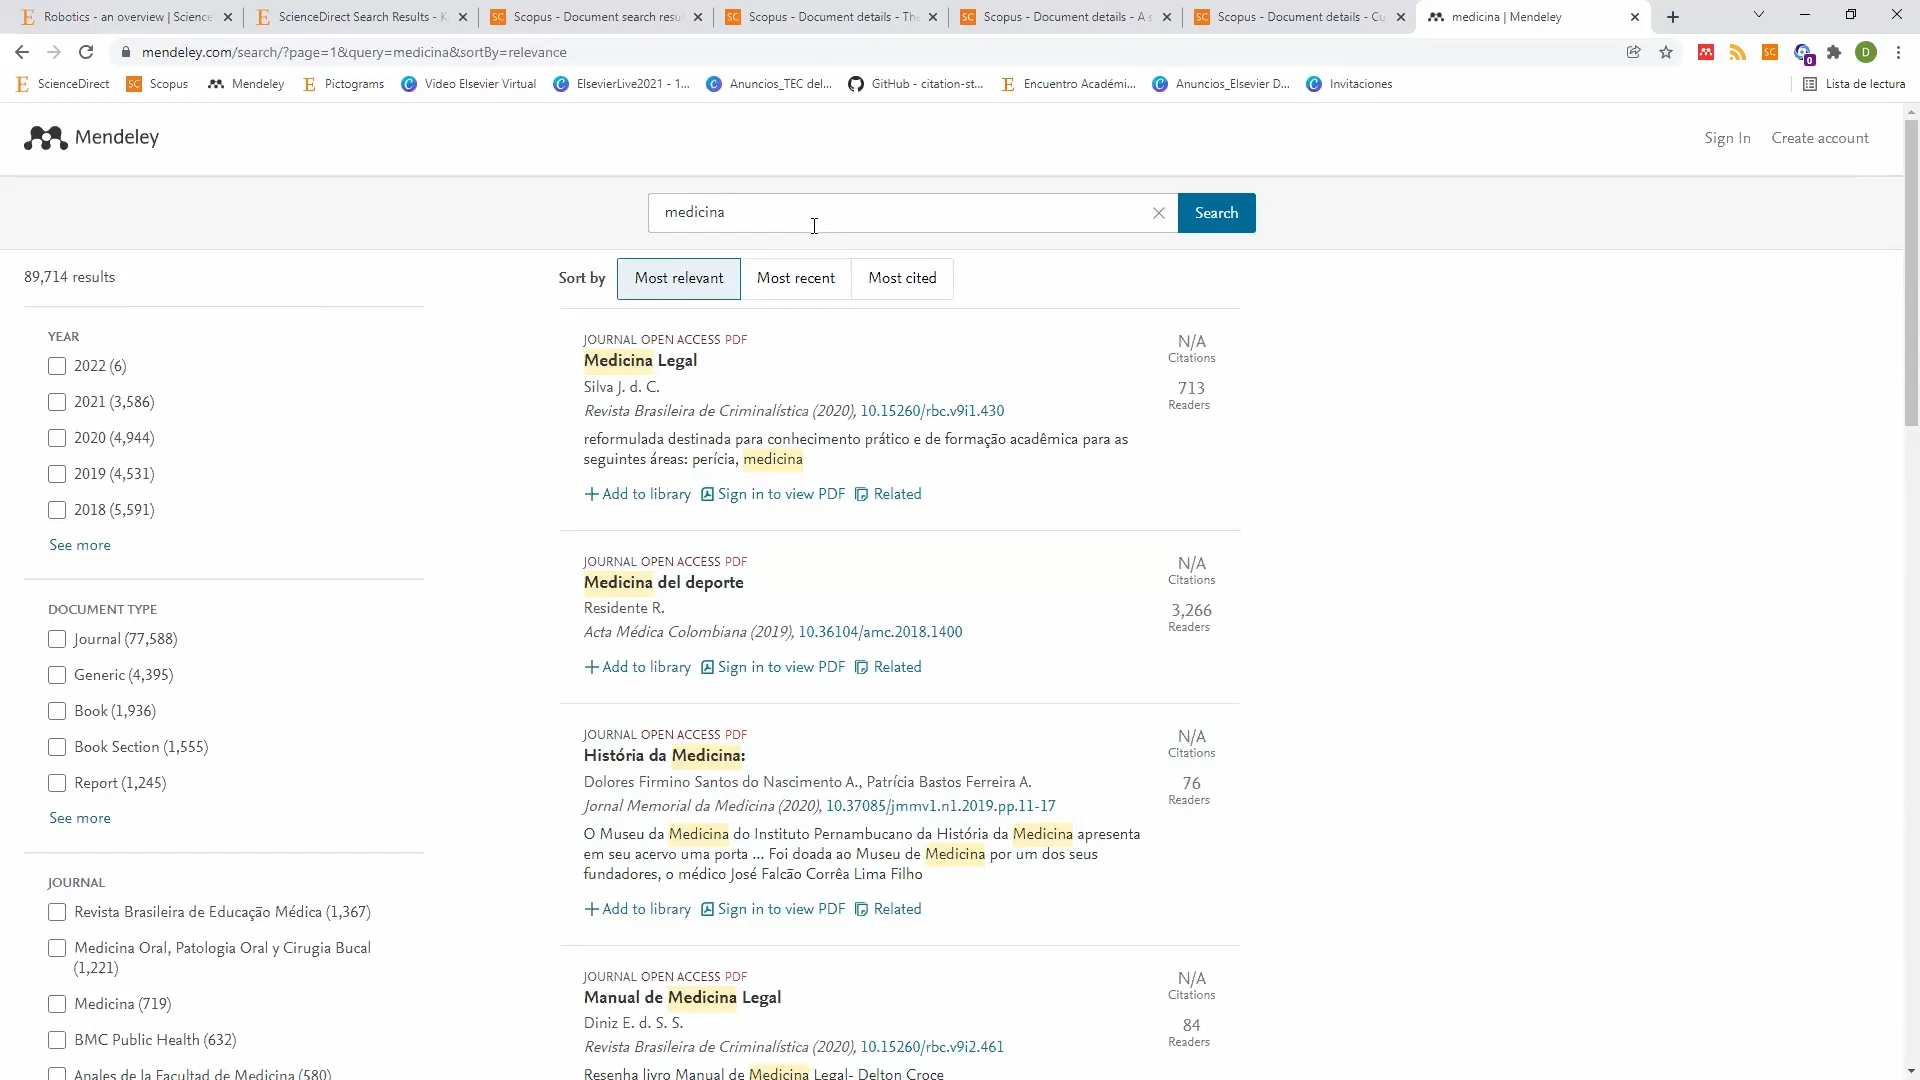 Robotics - an overview | Science
ScienceDirect Search Results - K
Scopus - Document search resu
Scopus - Document details - The
Scopus - Document details - A s
Scopus - Document details - Cu
medicina | Mendeley
mendeley.com/search/?page=1&query=medicina&sortBy=relevance
SC
0
D
ScienceDirect
Scopus
Mendeley
Pictograms
Video Elsevier Virtual
ElsevierLive2021 - 1...
Anuncios_TEC del...
GitHub - citation-st...
Encuentro Académi...
Anuncios_Elsevier D...
Invitaciones
Lista de lectura
Mendeley
Sign In
Create account
medicina
Search
89,714 results
Sort by
Most relevant
Most recent
Most cited
YEAR
2022 (6)
2021 (3,586)
2020 (4,944)
2019 (4,531)
2018 (5,591)
See more
DOCUMENT TYPE
Journal (77,588)
Generic (4,395)
Book (1,936)
Book Section (1,555)
Report (1,245)
See more
JOURNAL
Revista Brasileira de Educação Médica (1,367)
Medicina Oral, Patologia Oral y Cirugia Bucal
(1,221)
Medicina (719)
BMC Public Health (632)
Anales de la Facultad de Medicina (580)
JOURNAL OPEN ACCESS PDF
Medicina Legal
Silva J. d. C.
Revista Brasileira de Criminalística (2020), 10.15260/rbc.v9i1.430
reformulada destinada para conhecimento prático e de formação acadêmica para as
seguintes áreas: perícia, medicina
+ Add to library Sign in to view PDF Related
N/A
Citations
713
Readers
JOURNAL OPEN ACCESS PDF
Medicina del deporte
Residente R.
Acta Médica Colombiana (2019), 10.36104/amc.2018.1400
+ Add to library Sign in to view PDF Related
N/A
Citations
3,266
Readers
JOURNAL OPEN ACCESS PDF
História da Medicina:
Dolores Firmino Santos do Nascimento A., Patrícia Bastos Ferreira A.
Jornal Memorial da Medicina (2020), 10.37085/jmmv1.n1.2019.pp.11-17
O Museu da Medicina do Instituto Pernambucano da História da Medicina apresenta
em seu acervo uma porta ... Foi doada ao Museu de Medicina por um dos seus
fundadores, o médico José Falcão Corrêa Lima Filho
+ Add to library Sign in to view PDF Related
N/A
Citations
76
Readers
JOURNAL OPEN ACCESS PDF
Manual de Medicina Legal
Diniz E. d. S. S.
Revista Brasileira de Criminalística (2020), 10.15260/rbc.v9i2.461
Resenha livro Manual de Medicina Legal- Delton Croce
N/A
Citations
84
Readers